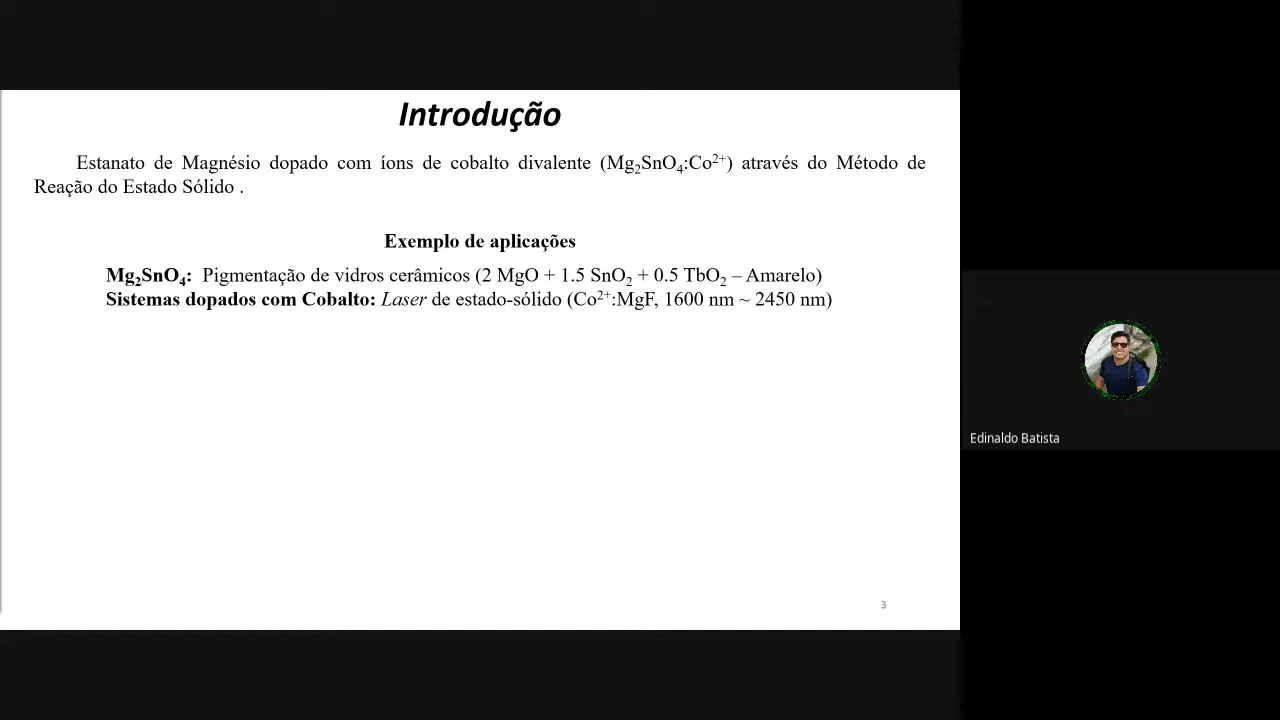 Introdução
Estanato de Magnésio dopado com íons de cobalto divalente (Mg₂SnO₄:Co²⁺) através do Método de
Reação do Estado Sólido .
Exemplo de aplicações
Mg₂SnO₄: Pigmentação de vidros cerâmicos (2 MgO + 1.5 SnO₂ + 0.5 TbO₂ – Amarelo)
Sistemas dopados com Cobalto: Laser de estado-sólido (Co²⁺:MgF, 1600 nm ~ 2450 nm)
3
Edinaldo Batista